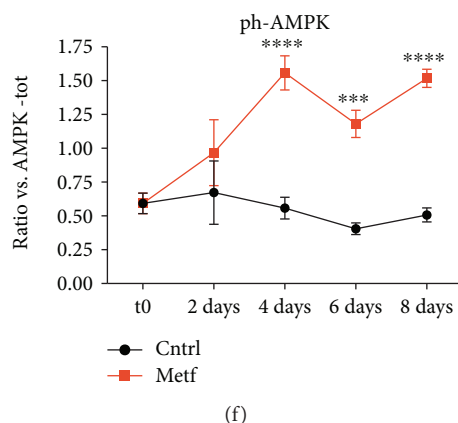 ph-AMPK
**** *** ****
1.75
1.50
1.25
1.00
0.75
0.50
0.25
0.00
Ratio vs. AMPK -tot
t0 2 days 4 days 6 days 8 days
Cntrl
Metf
(f)